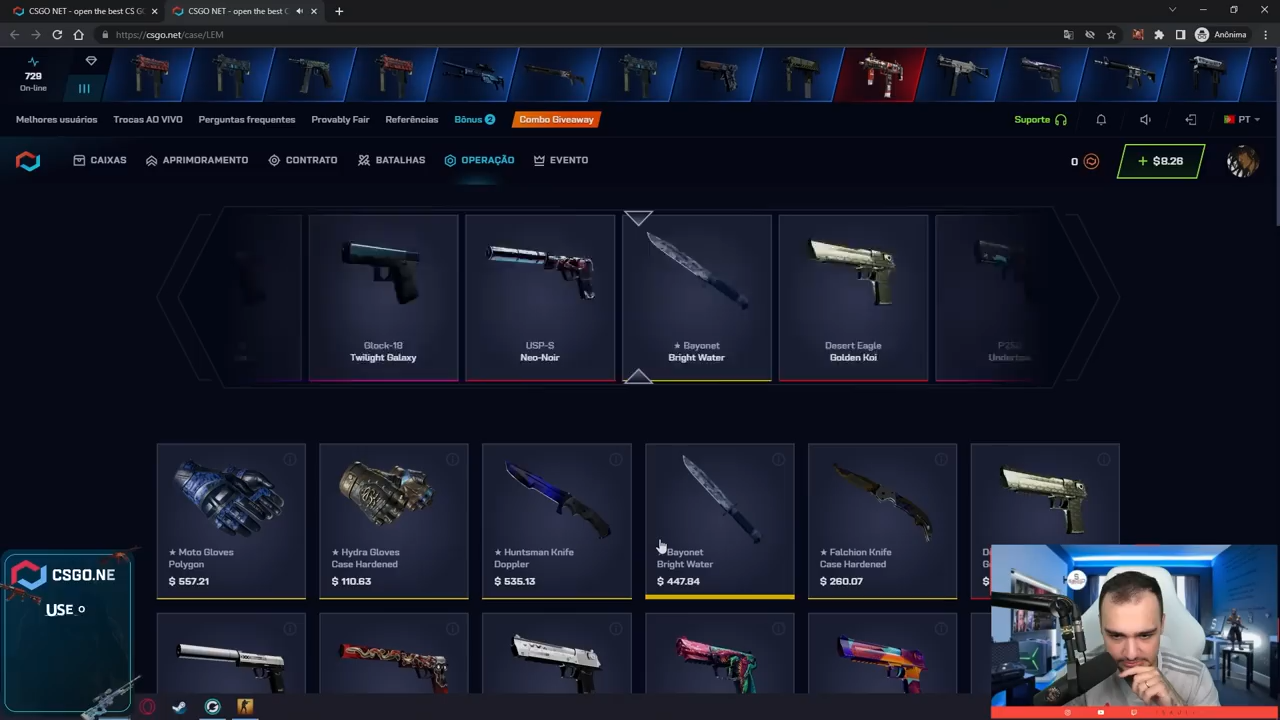 CSGO NET - open the best CS G
CSGO NET - open the best C
https://csgo.net/case/LEM
Anônima
729
On-line
Melhores usuários
Trocas AO VIVO
Perguntas frequentes
Provably Fair
Referências
Bônus 2
Combo Giveaway
Suporte
PT
CAIXAS
APRIMORAMENTO
CONTRATO
BATALHAS
OPERAÇÃO
EVENTO
0
+ $8.26
Glock-18
Twilight Galaxy
USP-S
Neo-Noir
★ Bayonet
Bright Water
Desert Eagle
Golden Koi
★ Moto Gloves
Polygon
$ 557.21
★ Hydra Gloves
Case Hardened
$ 110.63
★ Huntsman Knife
Doppler
$ 535.13
Bayonet
Bright Water
$ 447.84
★ Falchion Knife
Case Hardened
$ 260.07
CSGO.NE
USE